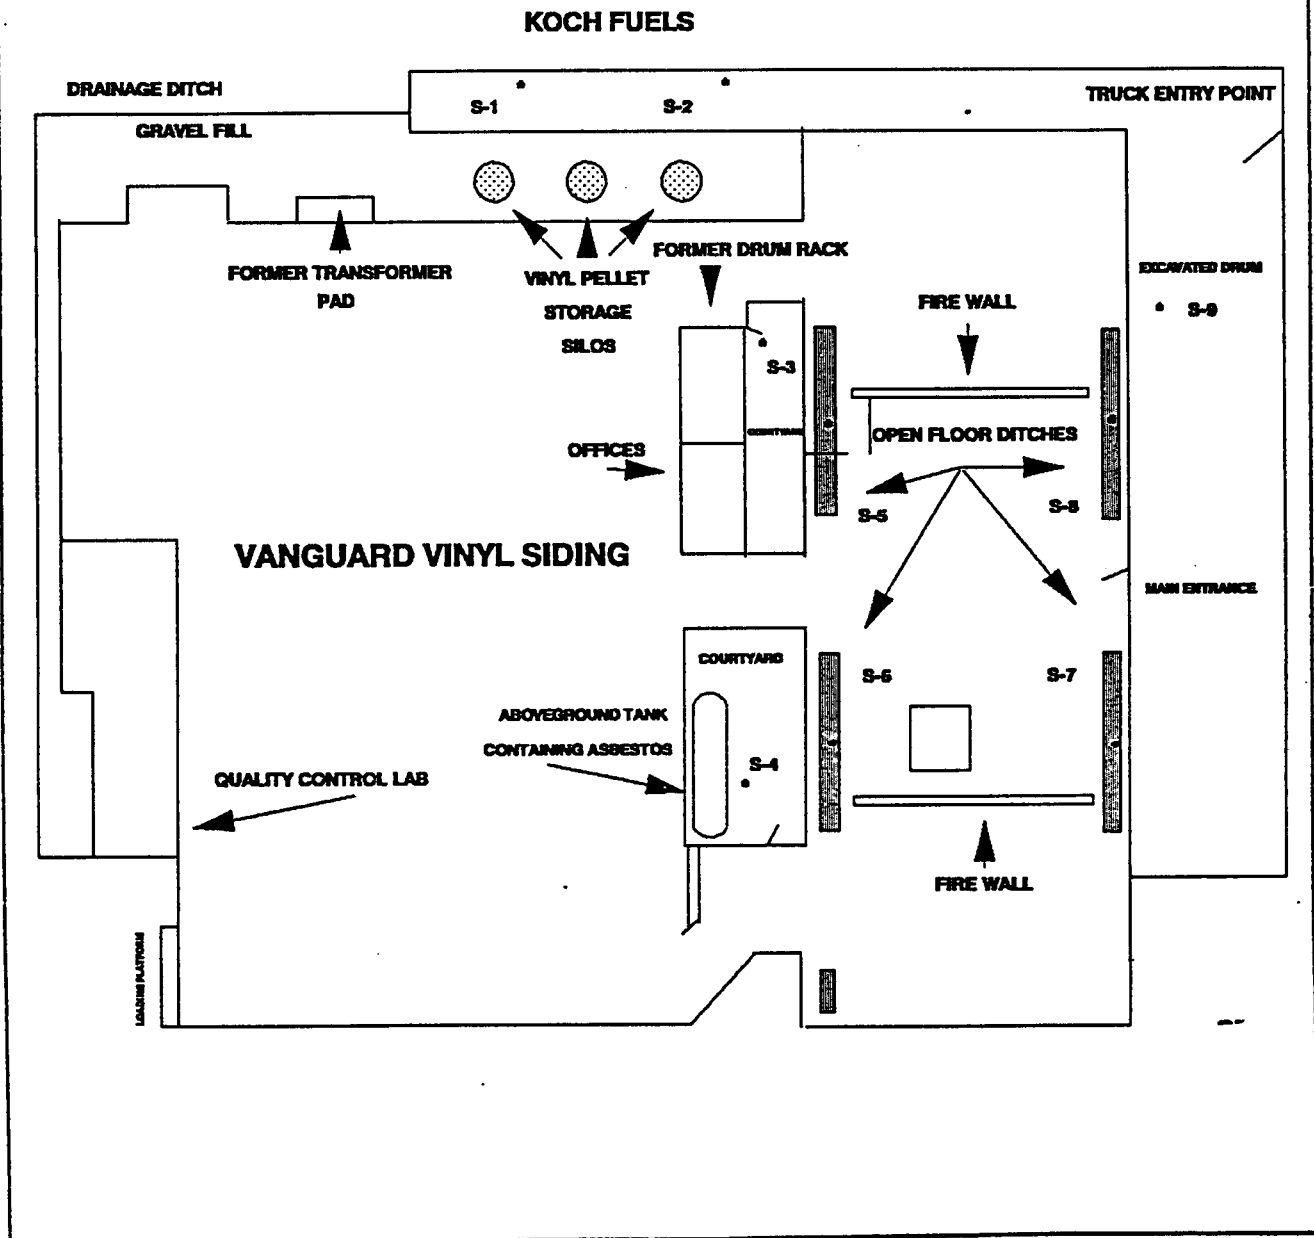 KOCH FUELS
DRAINAGE DITCH
S-1
S-2
TRUCK ENTRY POINT
GRAVEL FILL
FORMER DRUM RACK
FORMER TRANSFORMER
PAD
VINYL PELLET
STORAGE
SILOS
EXCAVATED DRUM
S-9
FIRE WALL
S-3
COURTYARD
OPEN FLOOR DITCHES
OFFICES
S-5
S-8
VANGUARD VINYL SIDING
MAIN ENTRANCE
COURTYARD
S-6
S-7
ABOVEGROUND TANK
CONTAINING ASBESTOS
S-4
QUALITY CONTROL LAB
FIRE WALL
LOADING PLATFORM